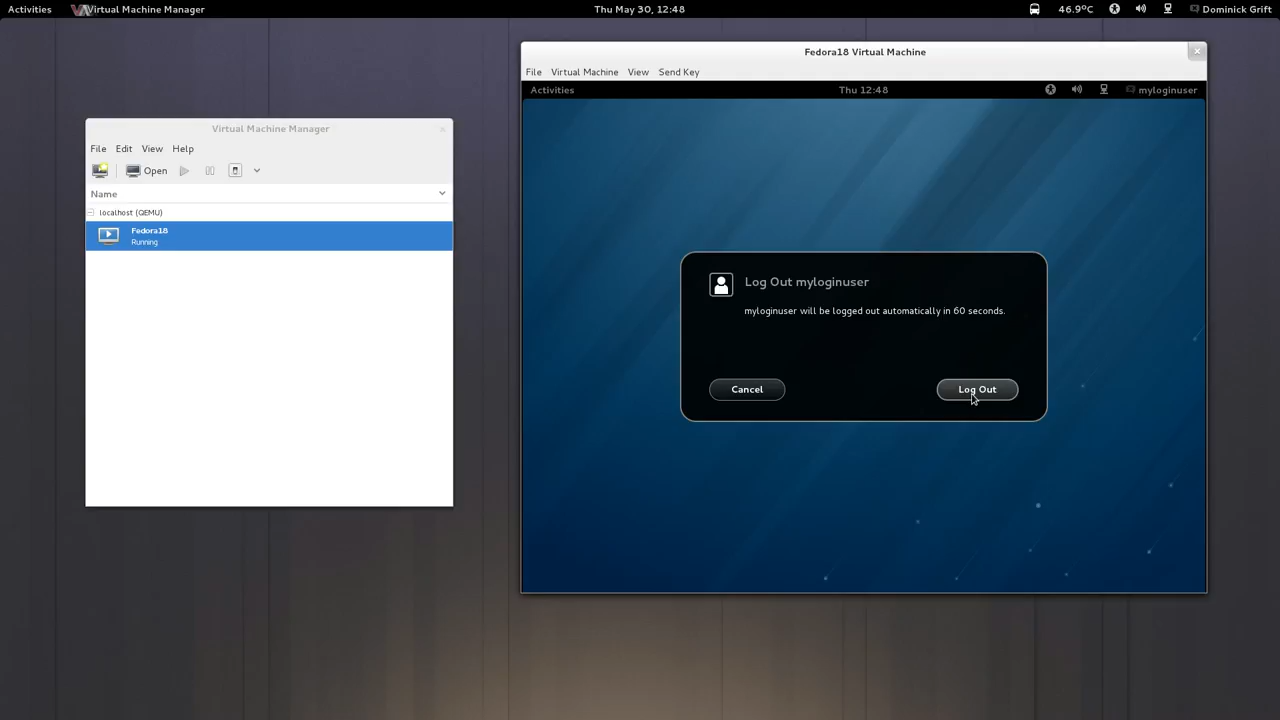 Activities Virtual Machine Manager Thu May 30, 12:48 46.9ºC Dominick Grift
Virtual Machine Manager
File Edit View Help
Open
Name
localhost (QEMU)
Fedora18
Running
Fedora18 Virtual Machine
File Virtual Machine View Send Key
Activities Thu 12:48 myloginuser
Log Out myloginuser
myloginuser will be logged out automatically in 60 seconds.
Cancel Log Out